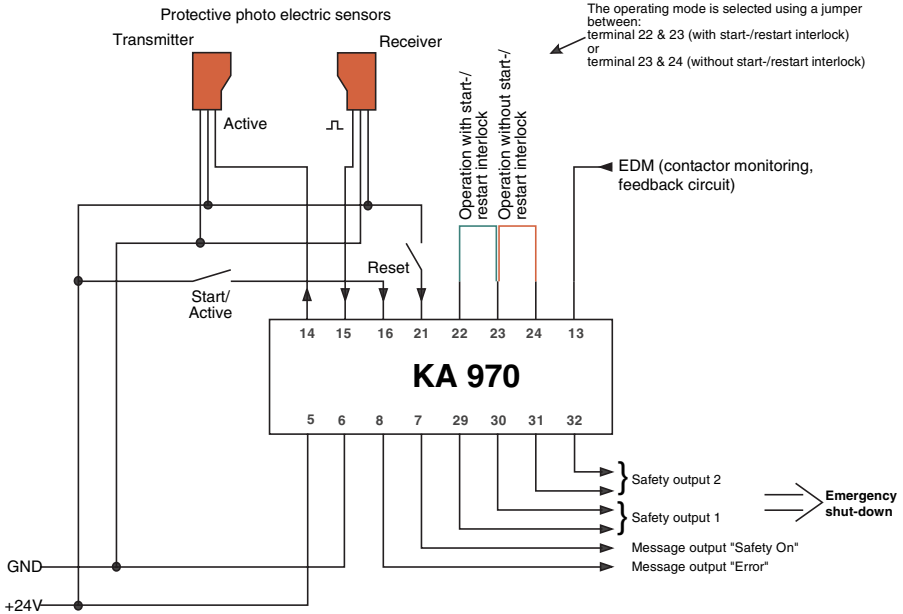 Protective photo electric sensors
Transmitter
Receiver
Active
The operating mode is selected using a jumper
between:
terminal 22 & 23 (with start-/restart interlock)
or
terminal 23 & 24 (without start-/restart interlock)
Operation with start-/
restart interlock
Operation without start-/
restart interlock
EDM (contactor monitoring,
feedback circuit)
Reset
Start/
Active
14 15 16 21 22 23 24 13
KA 970
5 6 8 7 29 30 31 32
Safety output 2
Safety output 1
Emergency
shut-down
Message output "Safety On"
Message output "Error"
GND
+24V